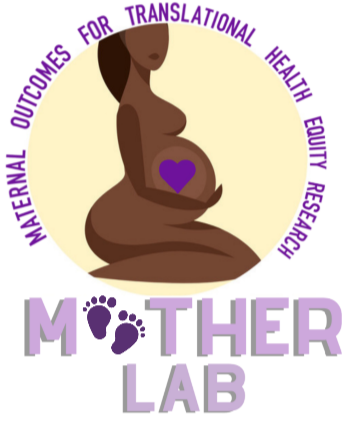 MATERNAL OUTCOMES FOR TRANSLATIONAL HEALTH EQUITY RESEARCH
MOTHER
LAB